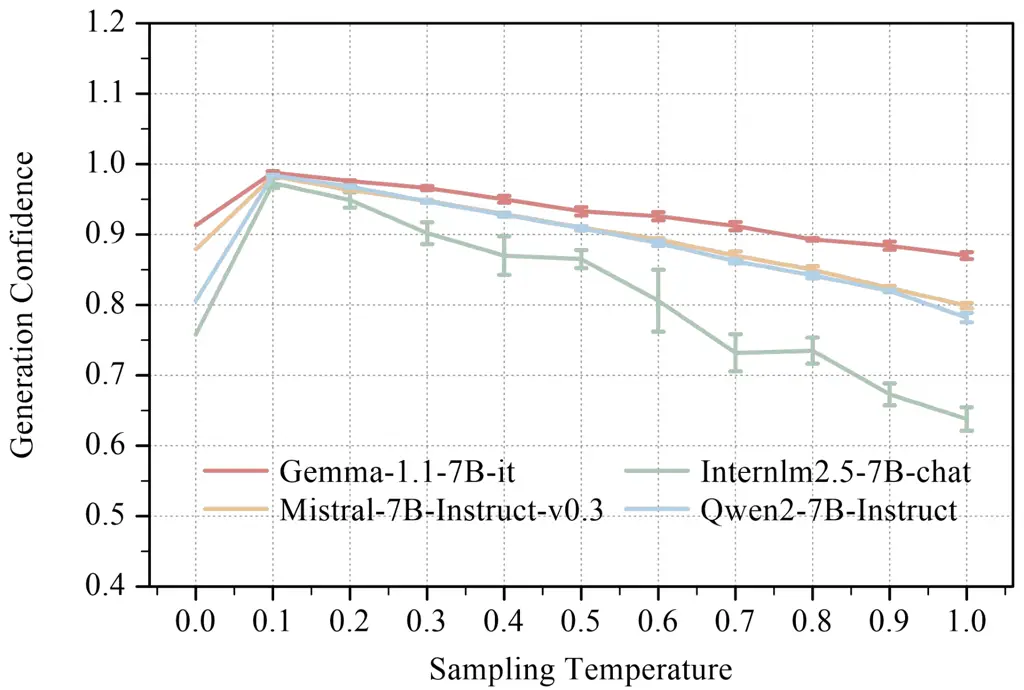 1.2
1.1
1.0
0.9
0.8
0.7
0.6
0.5
0.4
Generation Confidence
Gemma-1.1-7B-it Internlm2.5-7B-chat
Mistral-7B-Instruct-v0.3 Qwen2-7B-Instruct
0.0 0.1 0.2 0.3 0.4 0.5 0.6 0.7 0.8 0.9 1.0
Sampling Temperature